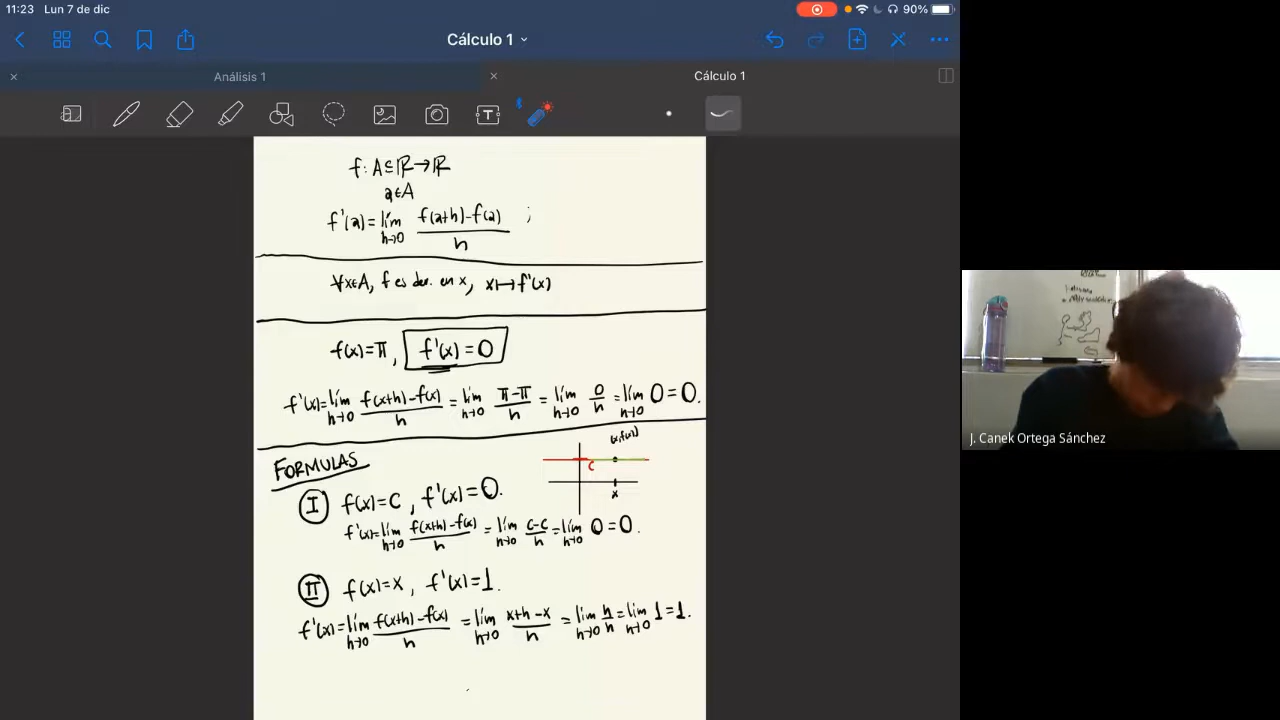 11:23 Lun 7 de dic
90%
Cálculo 1
Análisis 1
Cálculo 1
f: A⊆ℝ→ℝ
a∈A
f'(a)=lím h→0 (f(a+h)-f(a))/h ;
∀x∈A, f es der. en x, x↦f'(x)
f(x)=π, f'(x)=0
f'(x)=lím h→0 (f(x+h)-f(x))/h = lím h→0 (π-π)/h = lím h→0 0/h = lím h→0 0=0.
(x,f(x))
FORMULAS
C
x
I f(x)=C, f'(x)=0.
f'(x)=lím h→0 (f(x+h)-f(x))/h = lím h→0 (c-c)/h = lím h→0 0=0.
II f(x)=x, f'(x)=1.
f'(x)=lím h→0 (f(x+h)-f(x))/h = lím h→0 (x+h-x)/h = lím h→0 h/h = lím h→0 1=1.
J. Canek Ortega Sánchez